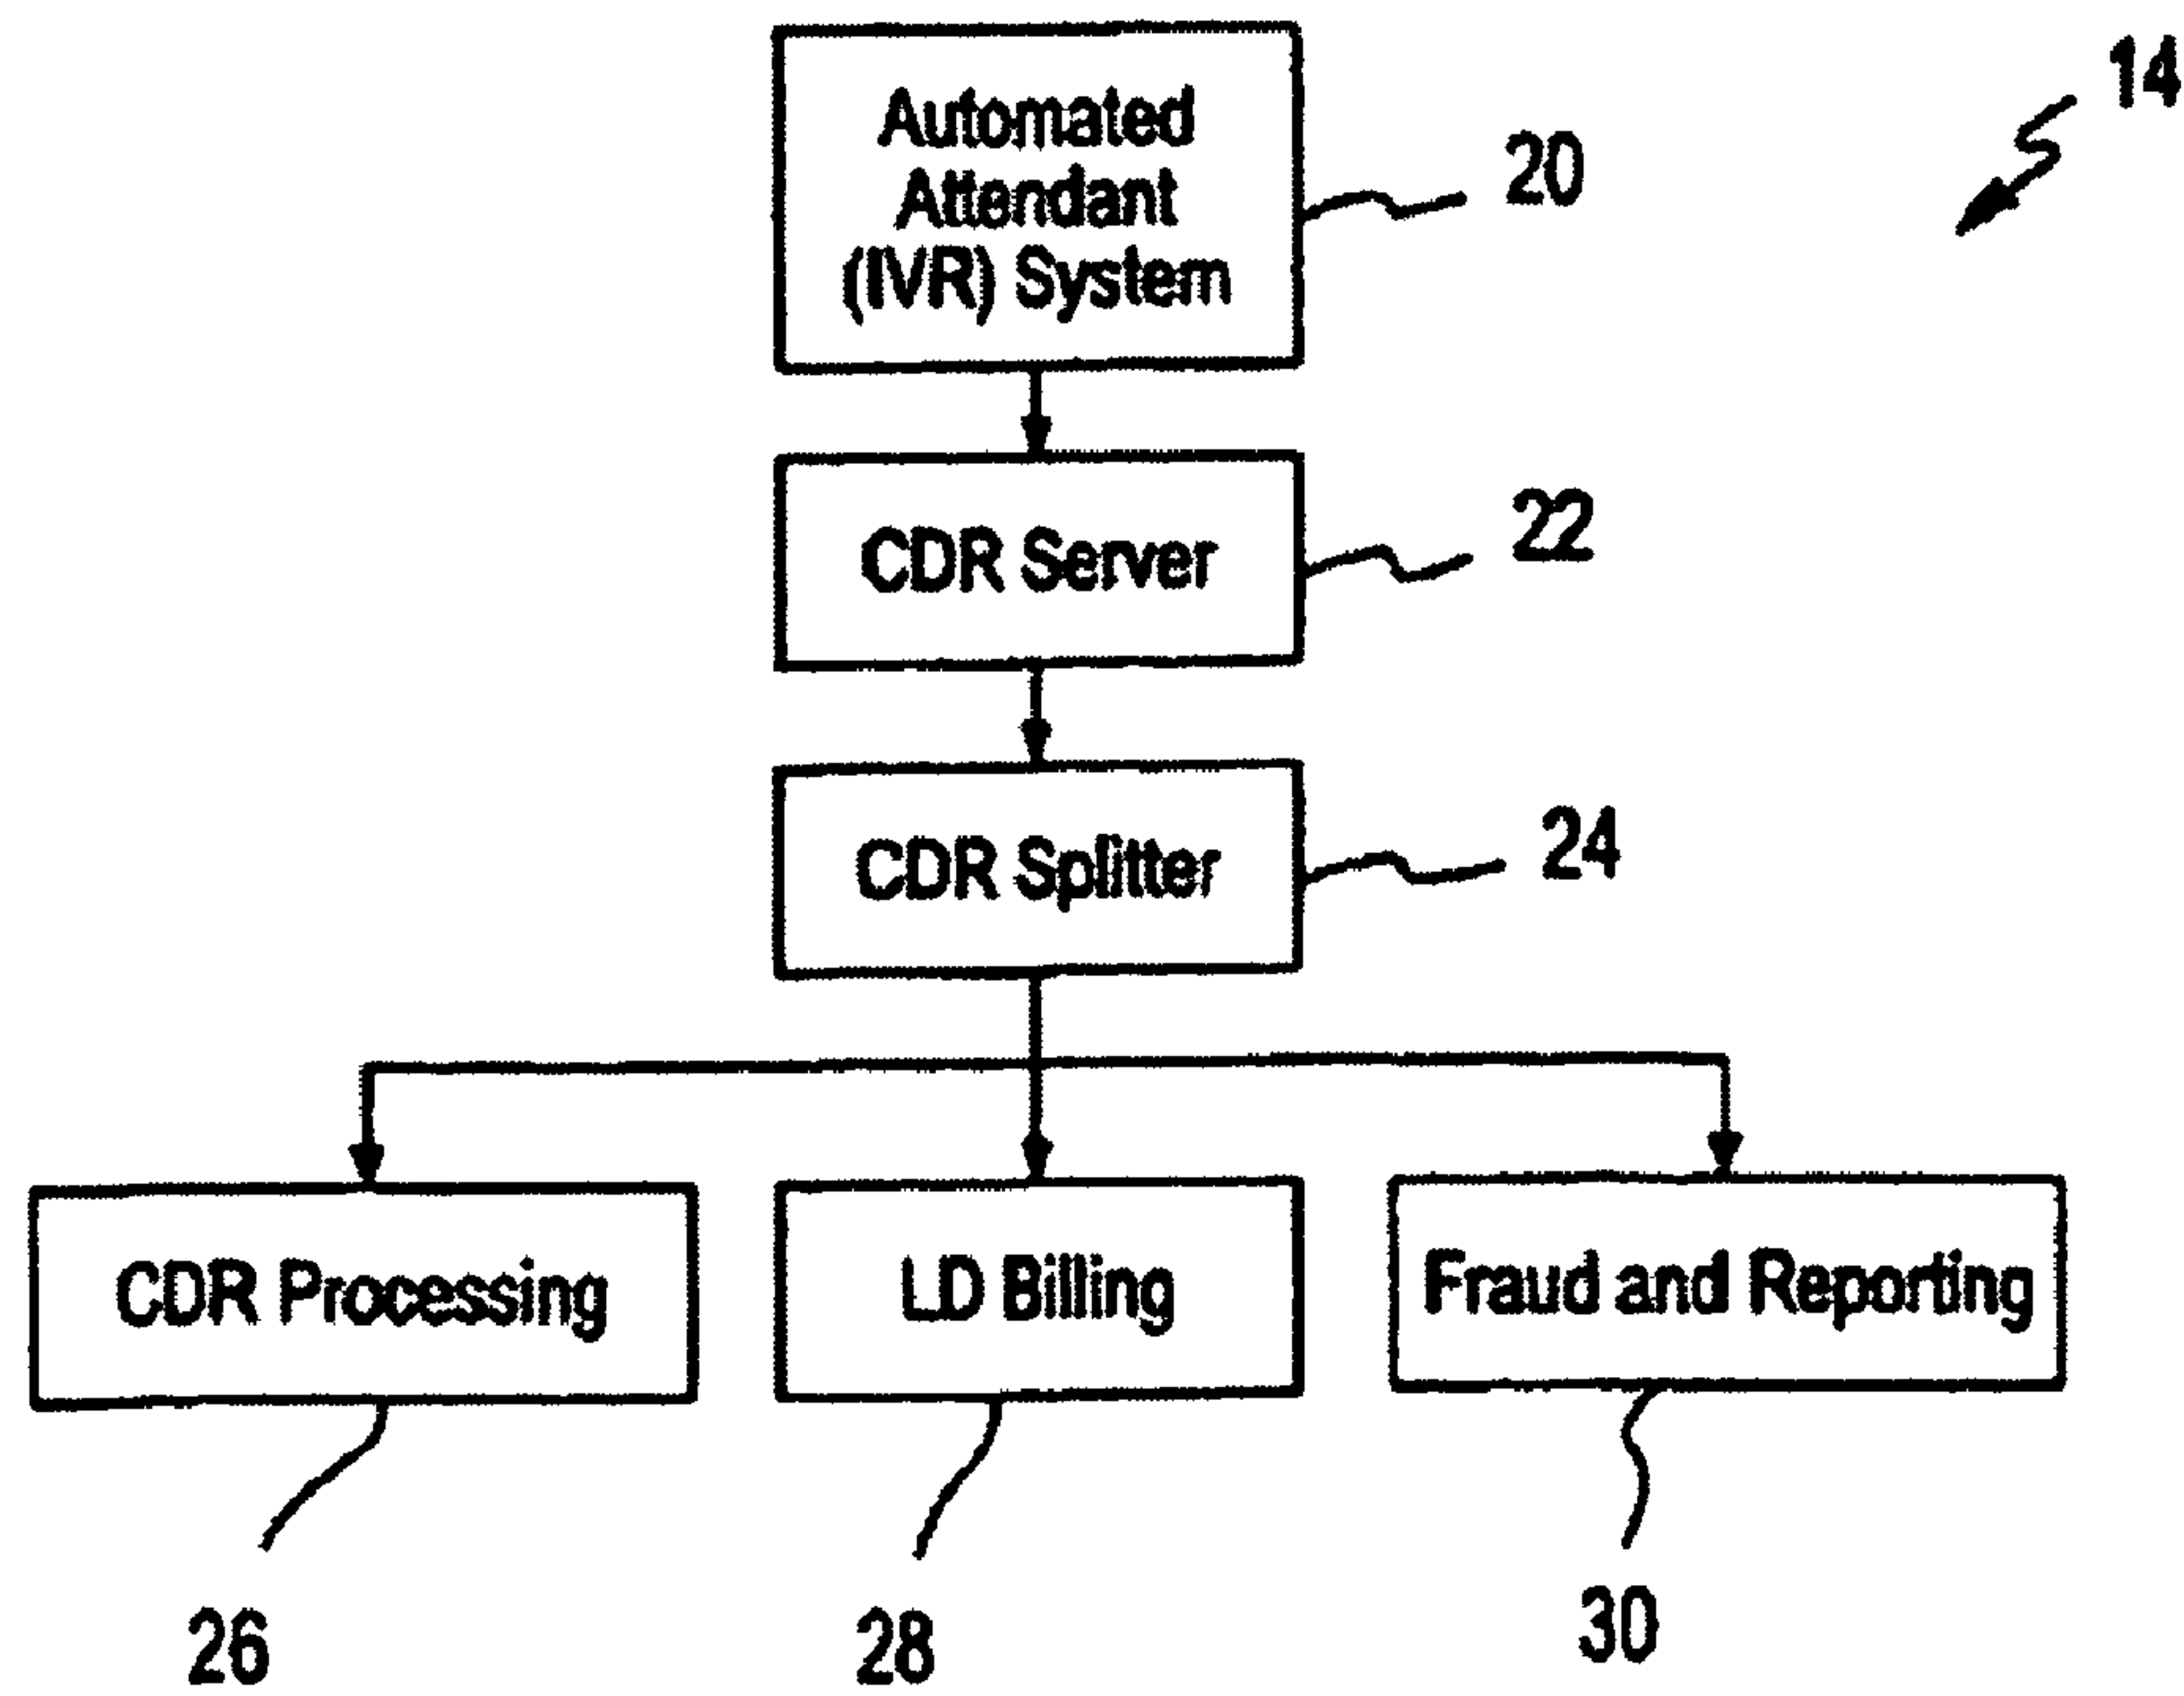 14
Automated
Attendant
(IVR) System
20
CDR Server
22
CDR Splitter
24
CDR Processing
LD Billing
Fraud and Reporting
26
28
30